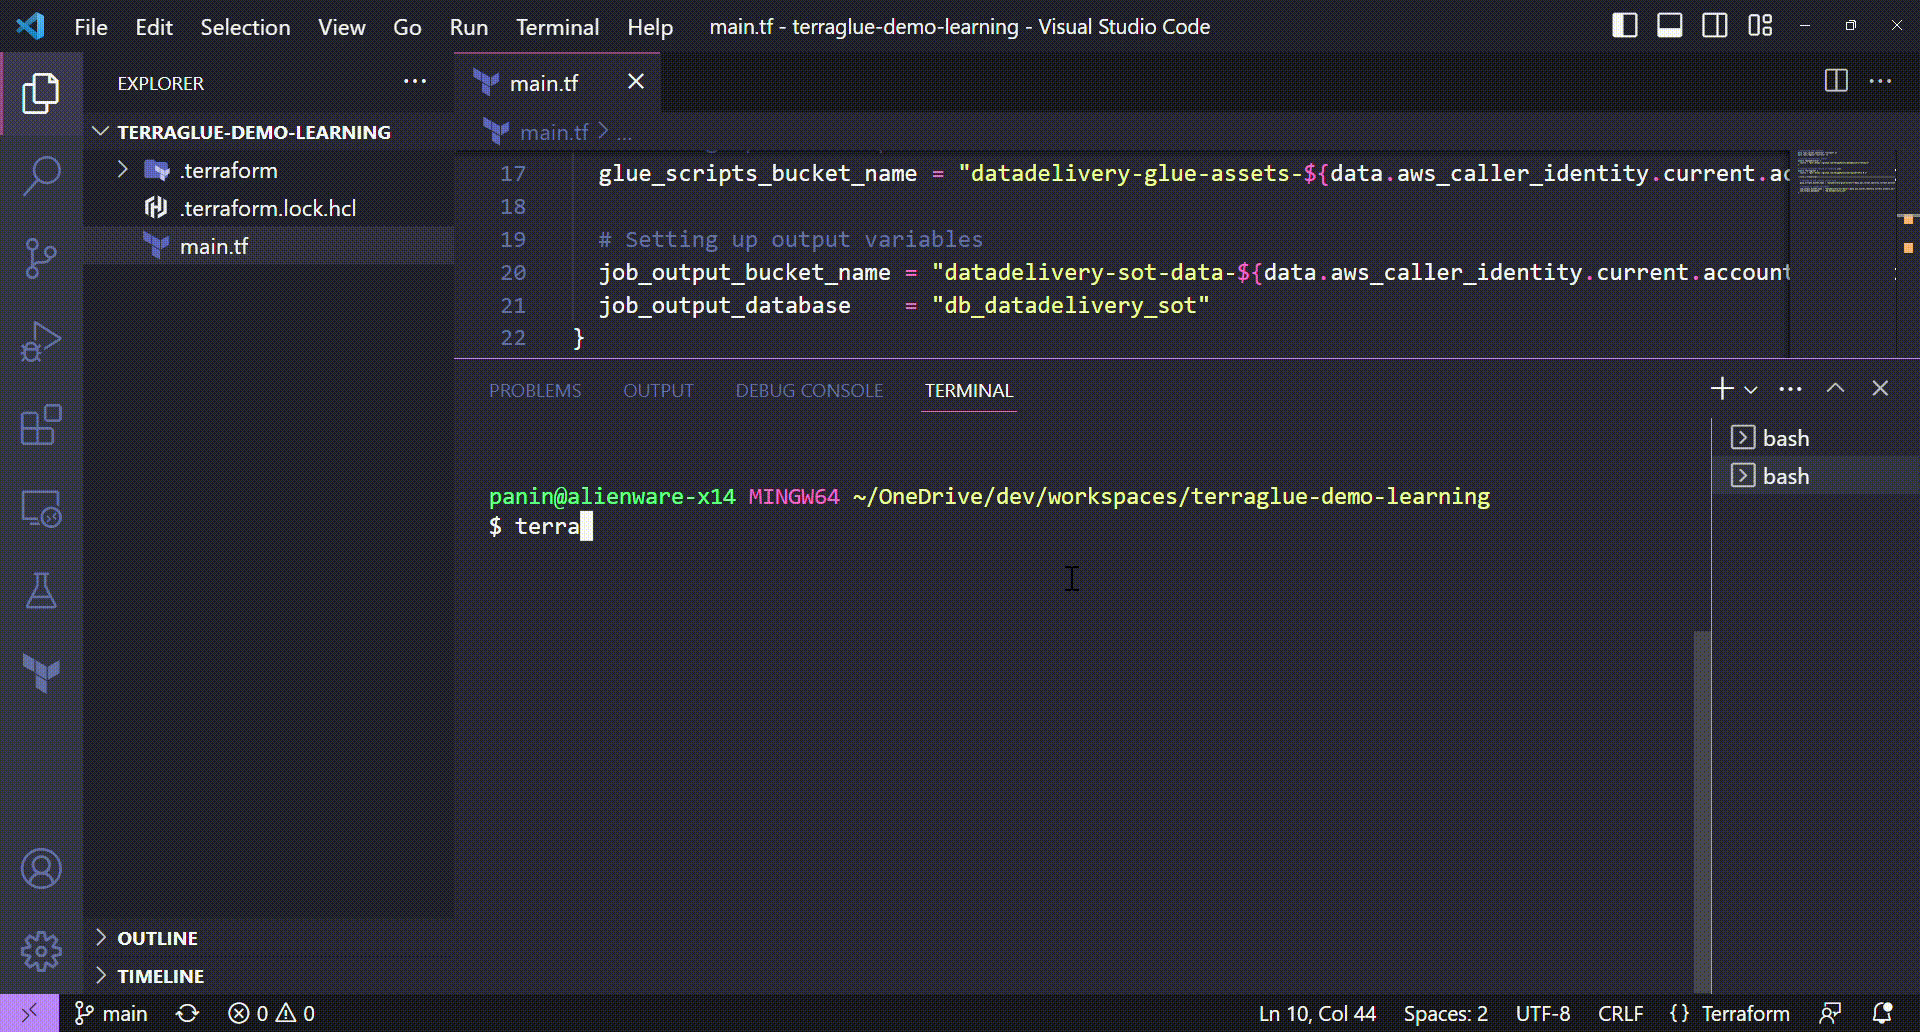 File Edit Selection View Go Run Terminal Help main.tf - terraglue-demo-learning - Visual Studio Code
EXPLORER
main.tf
TERRAGLUE-DEMO-LEARNING
main.tf > ...
.terraform
.terraform.lock.hcl
main.tf
17 glue_scripts_bucket_name = "datadelivery-glue-assets-${data.aws_caller_identity.current.ac
18
19 # Setting up output variables
20 job_output_bucket_name = "datadelivery-sot-data-${data.aws_caller_identity.current.account
21 job_output_database = "db_datadelivery_sot"
22 }
PROBLEMS OUTPUT DEBUG CONSOLE TERMINAL
bash
bash
panin@alienware-x14 MINGW64 ~/OneDrive/dev/workspaces/terraglue-demo-learning
$ terra
OUTLINE
TIMELINE
main 0 0 Ln 10, Col 44 Spaces: 2 UTF-8 CRLF {} Terraform